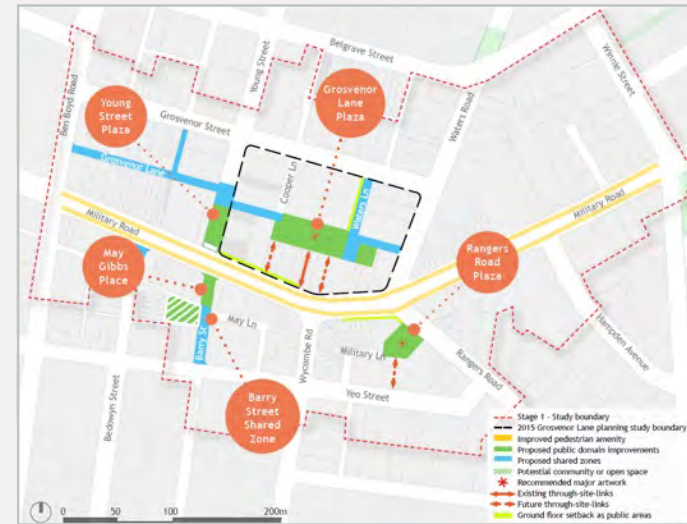 Belgrave Street
Young Street
Winnie Street
Ben Boyd Road
Young
Street
Plaza
Grosvenor
Lane
Plaza
Waters Road
Grosvenor Street
Grosvenor Lane
Cooper Ln
Waters Ln
Military Road
Military Road
May
Gibbs
Place
Rangers
Road
Plaza
May Ln
Barry St
Wycombe Rd
Military Ln
Rangers Road
Hampden Avenue
Bedowyn Street
Yeo Street
Barry
Street
Shared
Zone
Stage 1 - Study boundary
2015 Grosvenor Lane planning study boundary
Improved pedestrian amenity
Proposed public domain improvements
Proposed shared zones
Potential community or open space
Recommended major artwork
Existing through-site-links
Future through-site-links
Ground floor setback as public areas
0 50 100 200m